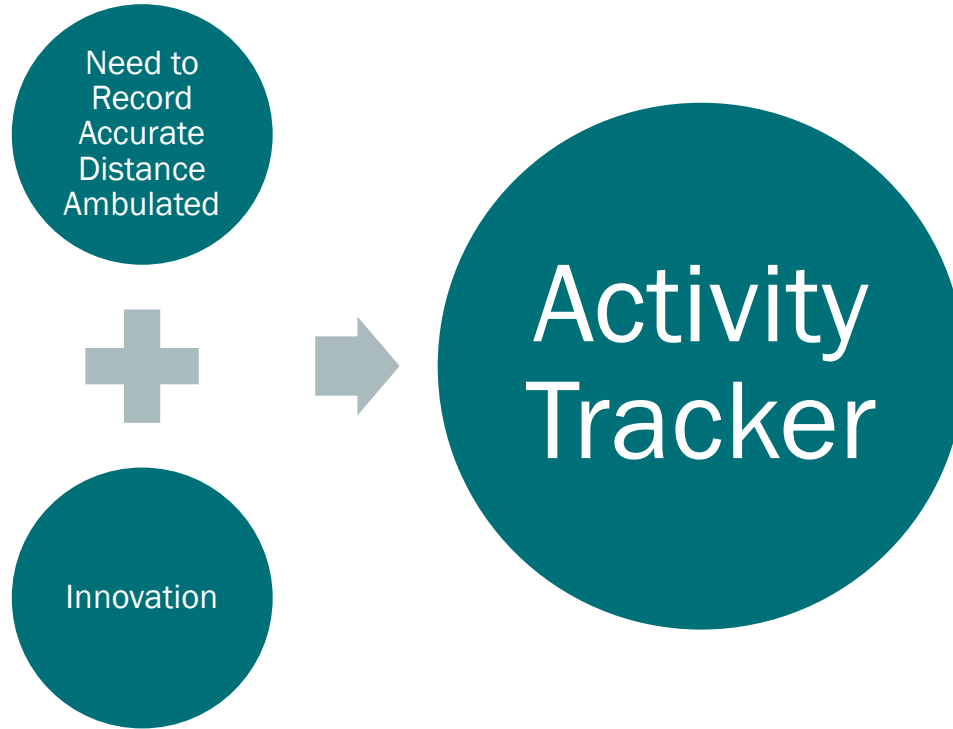 Need to
Record
Accurate
Distance
Ambulated
Innovation
Activity
Tracker